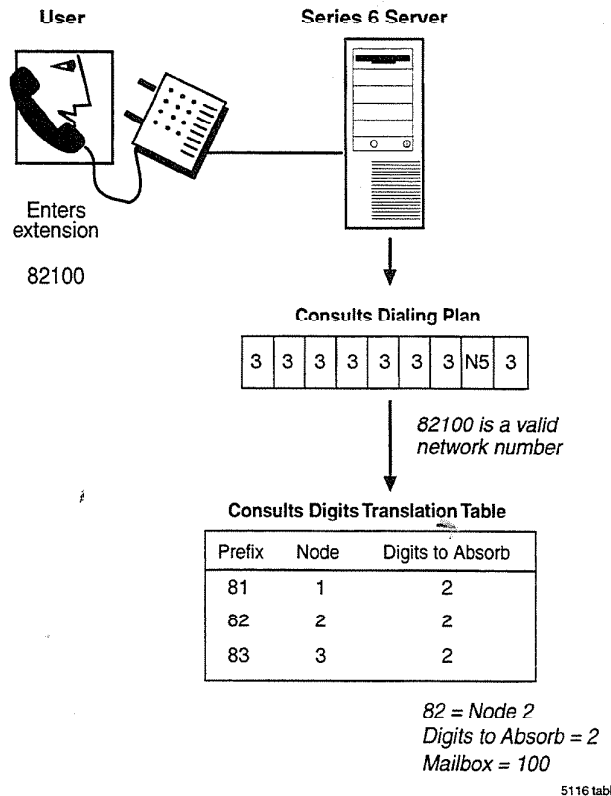 User
Series 6 Server
Enters
extension
82100
Consults Dialing Plan
3 3 3 3 3 3 3 N5 3
82100 is a valid
network number
Consults Digits Translation Table
Prefix Node Digits to Absorb
81 1 2
82 2 2
83 3 2
82 = Node 2
Digits to Absorb = 2
Mailbox = 100